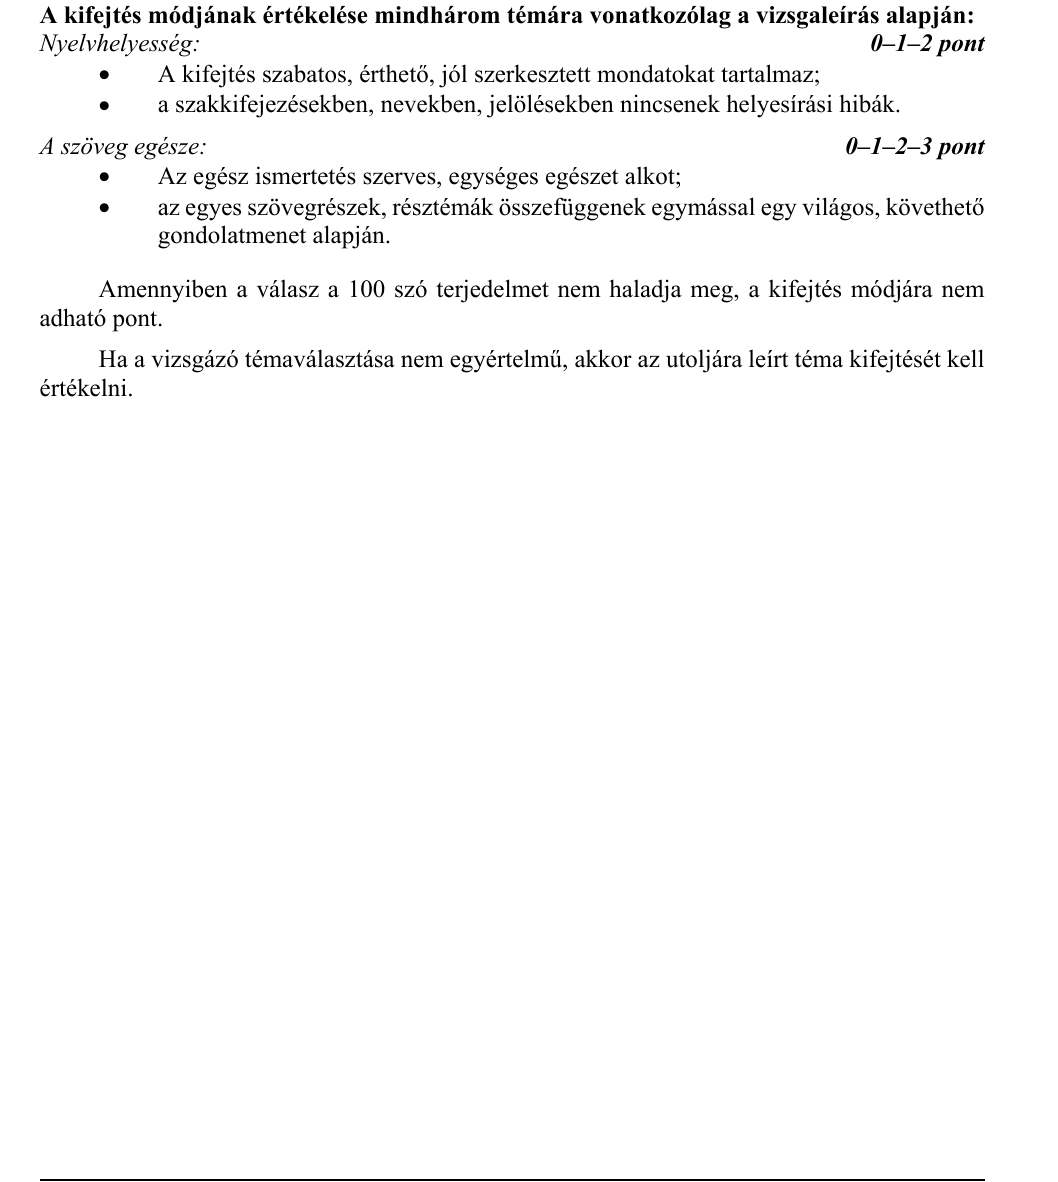 A kifejtés módjának értékelése mindhárom témára vonatkozólag a vizsgaleírás alapján:
Nyelvhelyesség: 0–1–2 pont
• A kifejtés szabatos, érthető, jól szerkesztett mondatokat tartalmaz;
• a szakkifejezésekben, nevekben, jelölésekben nincsenek helyesírási hibák.
A szöveg egésze: 0–1–2–3 pont
• Az egész ismertetés szerves, egységes egészet alkot;
• az egyes szövegrészek, résztémák összefüggenek egymással egy világos, követhető
gondolatmenet alapján.
Amennyiben a válasz a 100 szó terjedelmet nem haladja meg, a kifejtés módjára nem
adható pont.
Ha a vizsgázó témaválasztása nem egyértelmű, akkor az utoljára leírt téma kifejtését kell
értékelni.